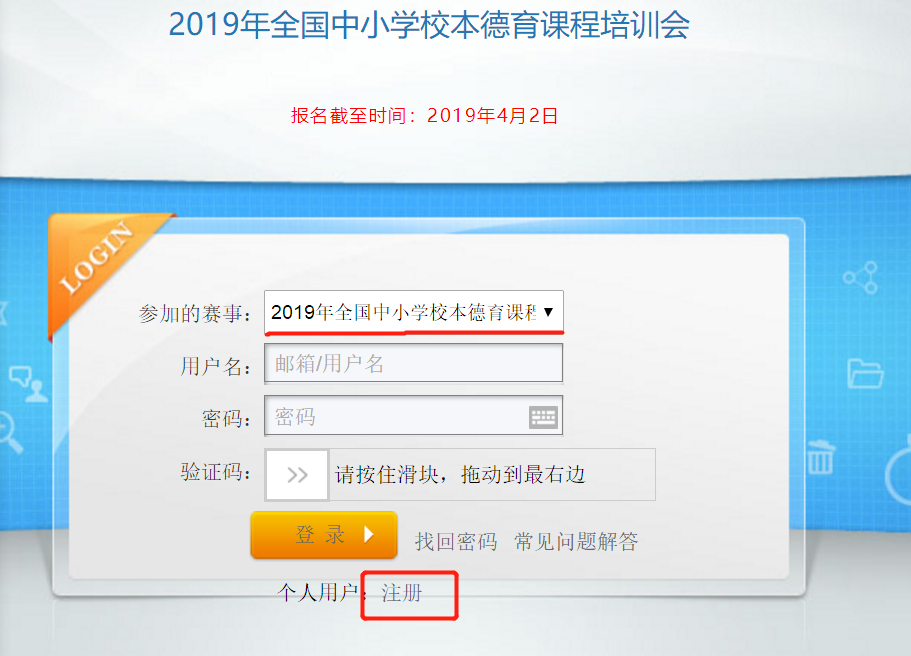 2019年全国中小学校本德育课程培训会
报名截至时间：2019年4月2日
LOGIN
参加的赛事： 2019年全国中小学校本德育课程
用户名： 邮箱/用户名
密码： 密码
验证码： >> 请按住滑块，拖动到最右边
登 录 找回密码 常见问题解答
个人用户： 注册